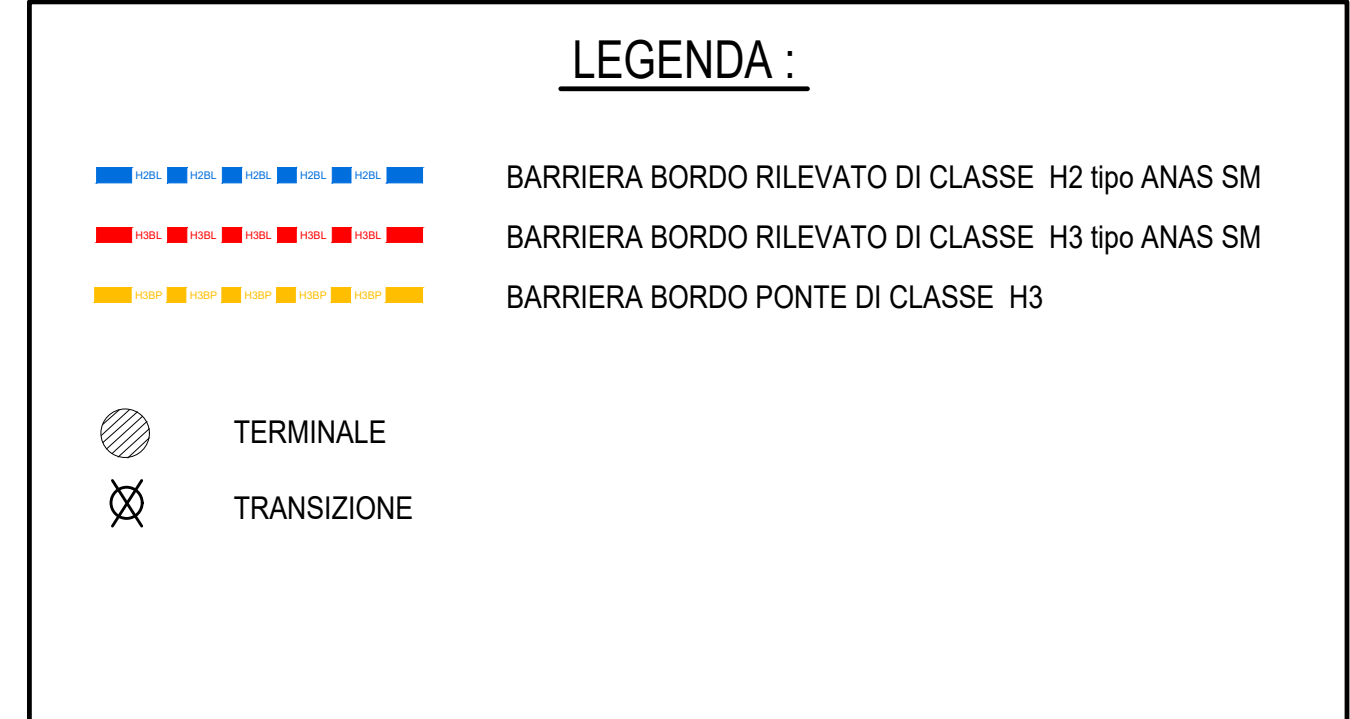 LEGENDA :
H2BL H2BL H2BL H2BL H2BL BARRIERA BORDO RILEVATO DI CLASSE H2 tipo ANAS SM
H3BL H3BL H3BL H3BL H3BL BARRIERA BORDO RILEVATO DI CLASSE H3 tipo ANAS SM
H3BP H3BP H3BP H3BP H3BP BARRIERA BORDO PONTE DI CLASSE H3
TERMINALE
TRANSIZIONE